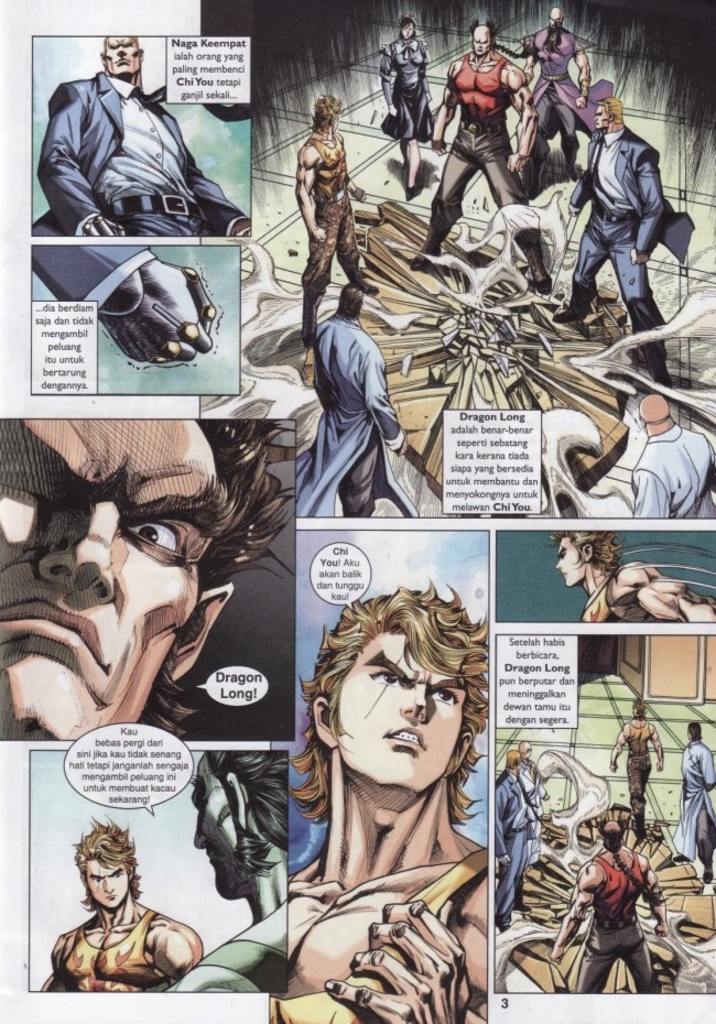 Naga Keempat
ialah orang yang
paling membenci
Chi You tetapi
ganjil sekali...
...dia berdiam
saja dan tidak
mengambil
peluang
itu untuk
bertarung
dengannya.
Dragon Long
adalah benar-benar
seperti sebatang
kara kerana tiada
siapa yang bersedia
untuk membantu dan
menyokongnya untuk
melawan Chi You.
Dragon
Long!
Kau
bebas pergi dari
sini jika kau tidak senang
hati tetapi janganlah sengaja
mengambil peluang ini
untuk membuat kacau
sekarang!
Chi
You! Aku
akan balik
dan tunggu
kau!
Setelah habis
berbicara,
Dragon Long
pun berputar dan
meninggalkan
dewan tamu itu
dengan segera.
3